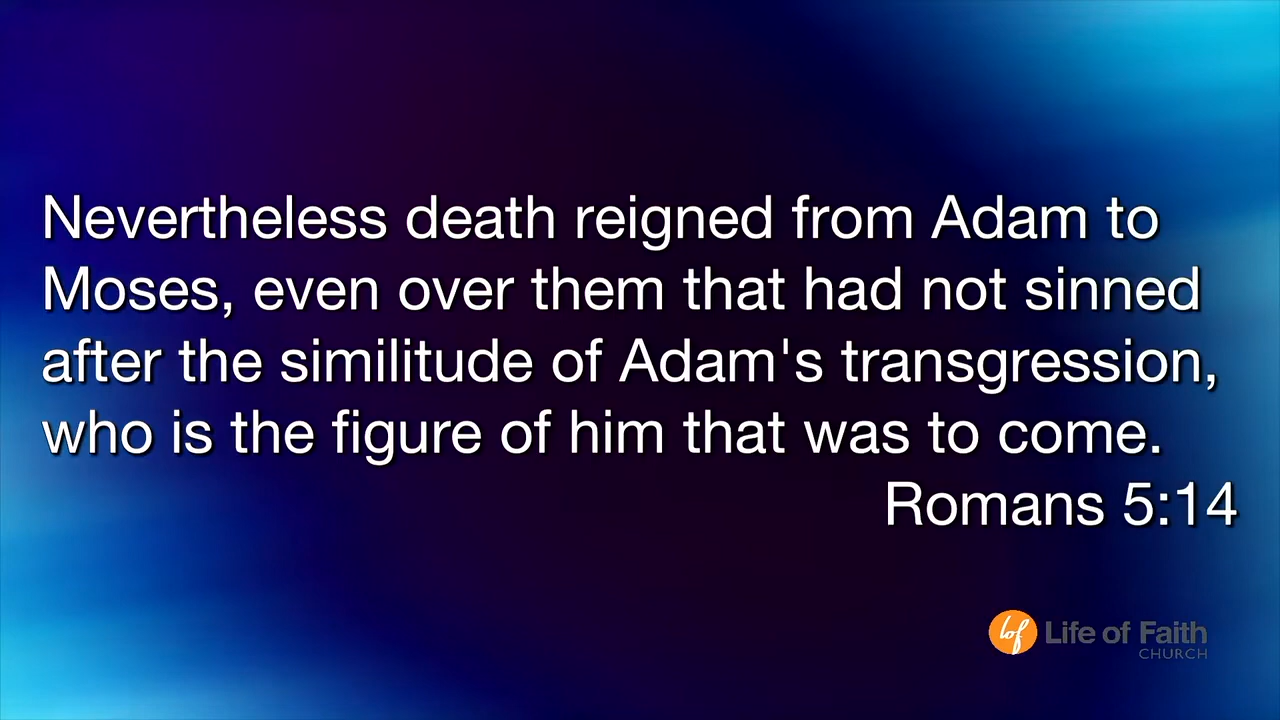 Nevertheless death reigned from Adam to
Moses, even over them that had not sinned
after the similitude of Adam's transgression,
who is the figure of him that was to come.
Romans 5:14
lof Life of Faith
CHURCH